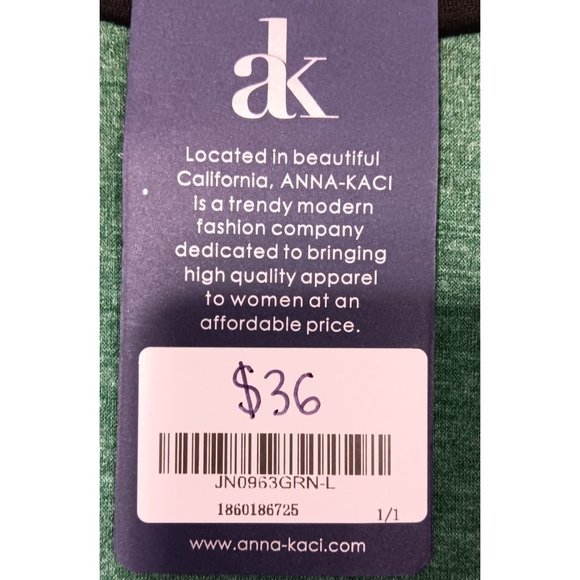 ak
Located in beautiful
California, ANNA-KACI
Is a trendy modern
fashion company
dedicated to bringing
high quality apparel
to women at an
affordable price.
$36
JN0963GRN-L
1860186725 1/1
www.anna-kaci.com